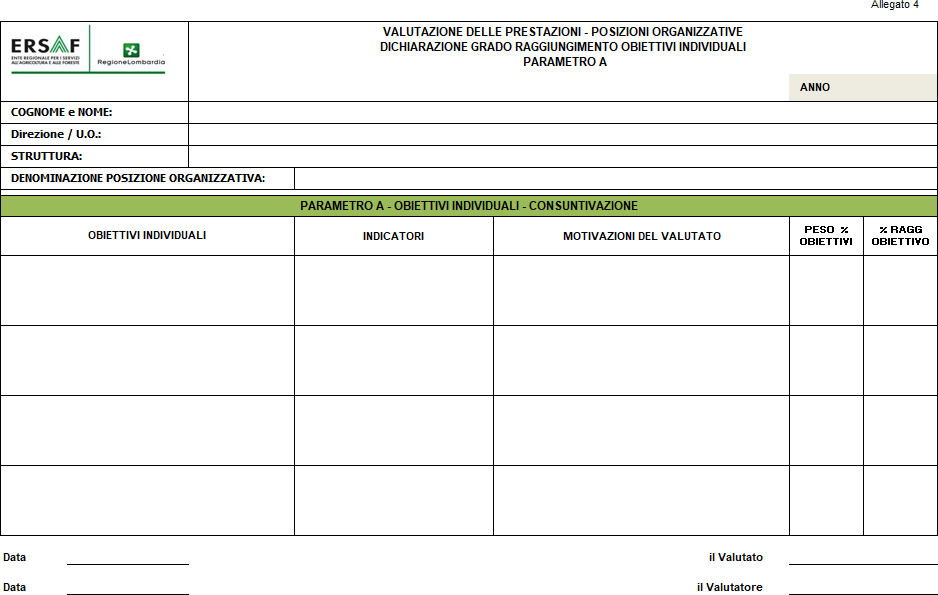 Allegato 4
ERSAF
ENTE REGIONALE PER I SERVIZI
ALL'AGRICOLTURA E ALLE FORESTE
RegioneLombardia
VALUTAZIONE DELLE PRESTAZIONI - POSIZIONI ORGANIZZATIVE
DICHIARAZIONE GRADO RAGGIUNGIMENTO OBIETTIVI INDIVIDUALI
PARAMETRO A
ANNO
COGNOME e NOME:
Direzione / U.O.:
STRUTTURA:
DENOMINAZIONE POSIZIONE ORGANIZZATIVA:
PARAMETRO A - OBIETTIVI INDIVIDUALI - CONSUNTIVAZIONE
OBIETTIVI INDIVIDUALI
INDICATORI
MOTIVAZIONI DEL VALUTATO
PESO %
OBIETTIVI
% RAGG
OBIETTIVO
Data
il Valutato
Data
il Valutatore